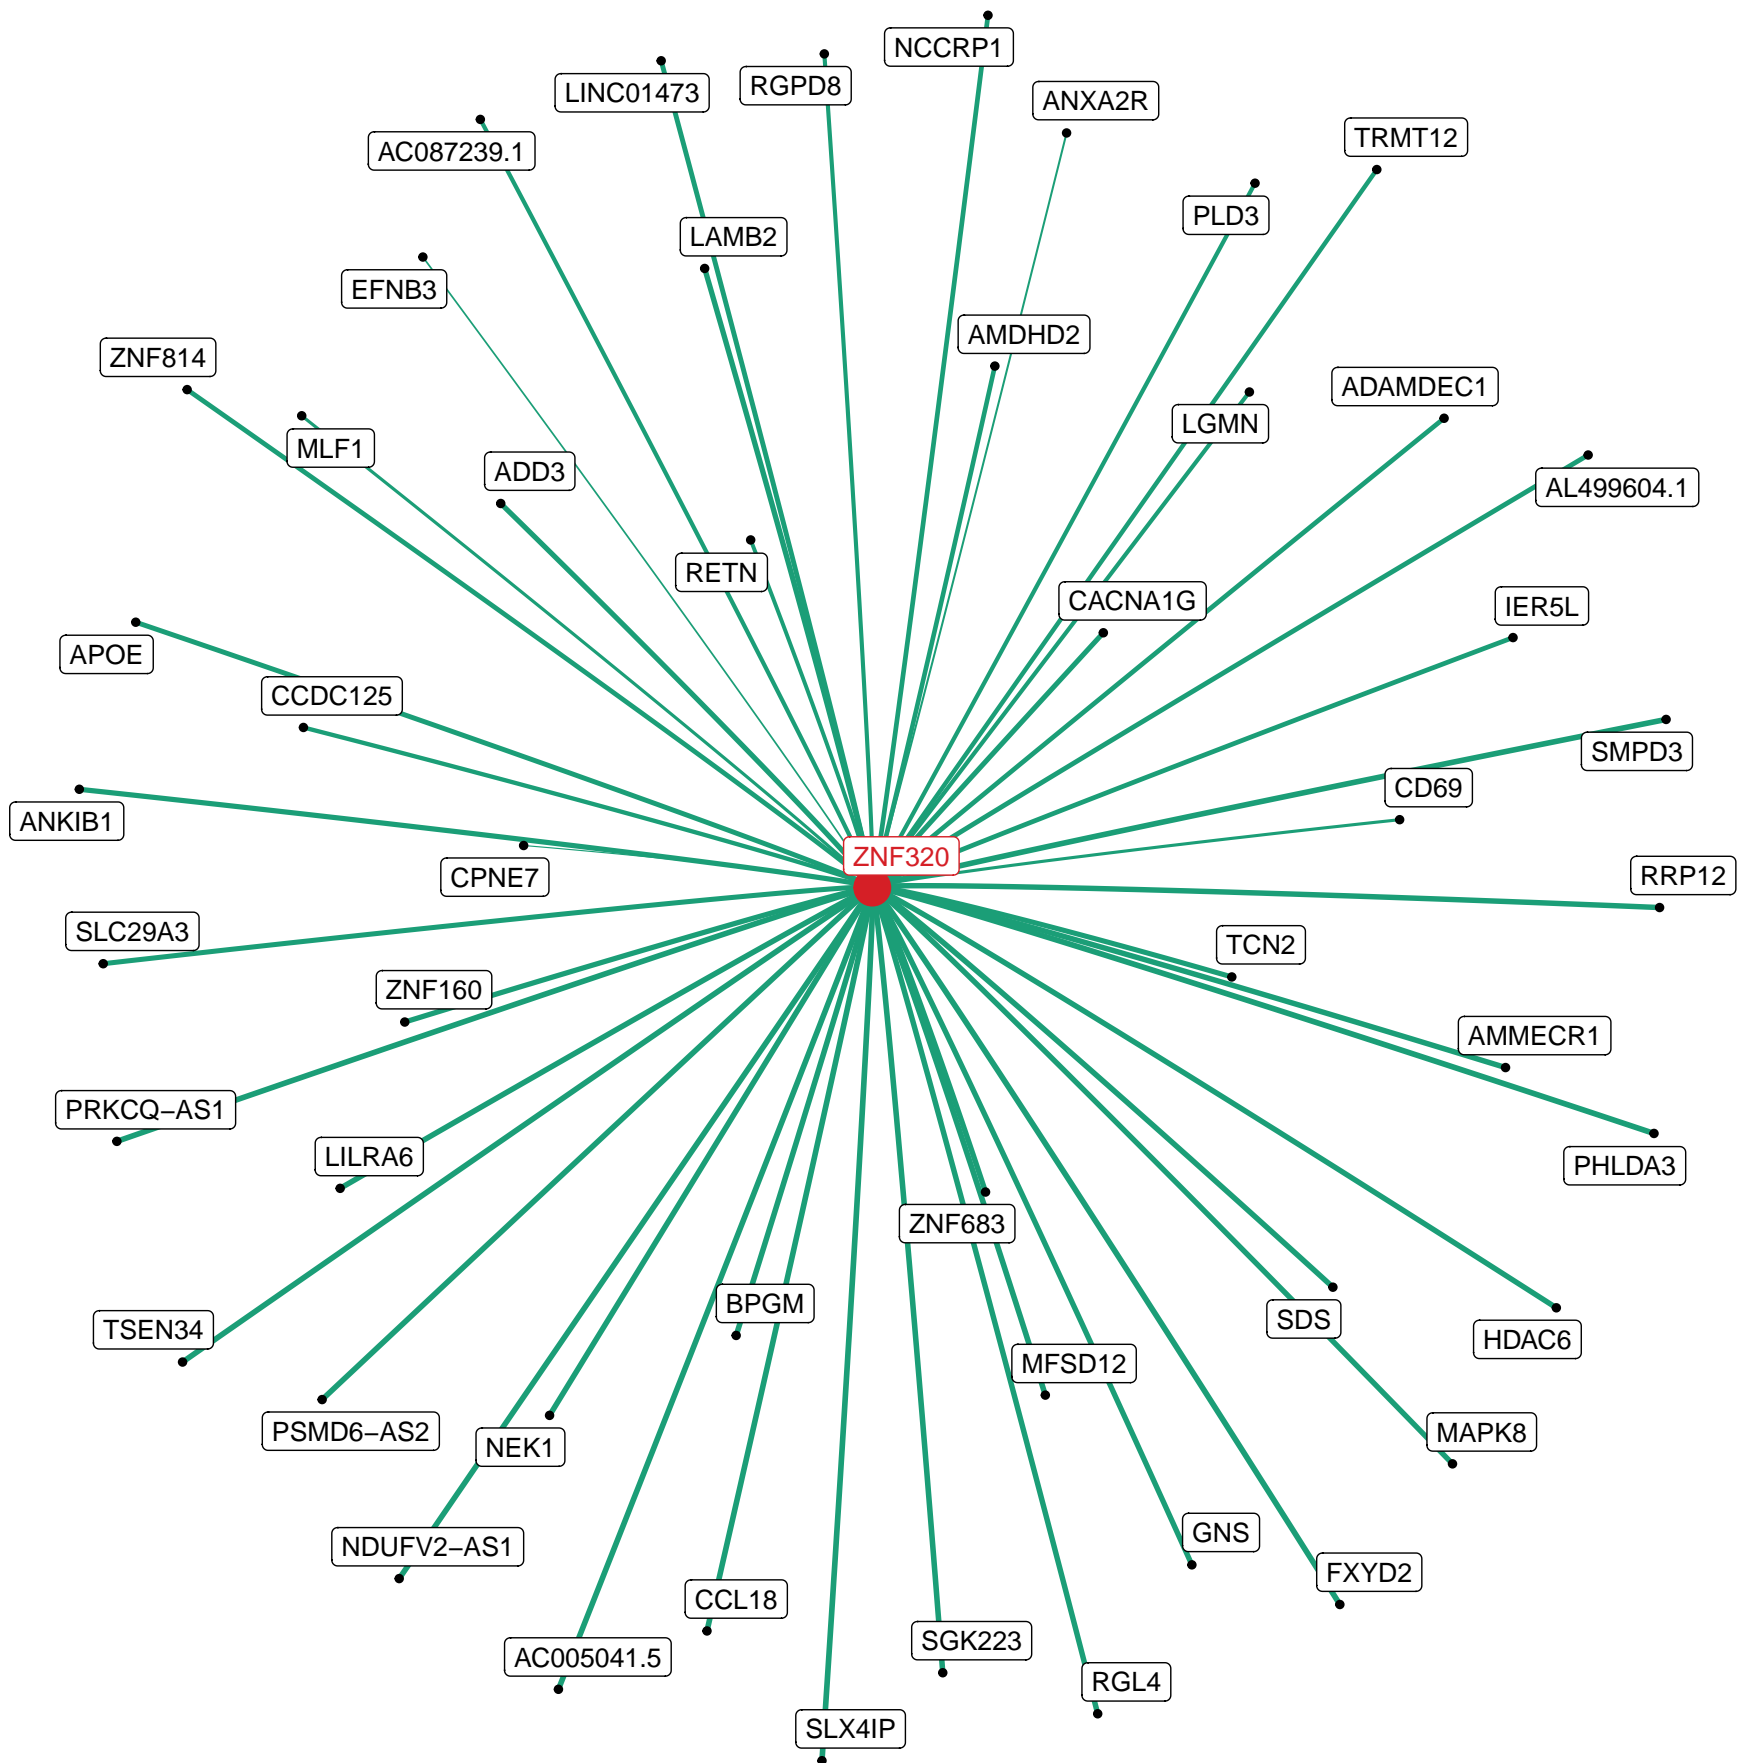 NCCRP1
RGPD8
LINC01473
ANXA2R
TRMT12
AC087239.1
PLD3
LAMB2
EFNB3
AMDHD2
ZNF814
ADAMDEC1
LGMN
MLF1
ADD3
AL499604.1
RETN
CACNA1G
IER5L
APOE
CCDC125
SMPD3
CD69
ANKIB1
ZNF320
CPNE7
RRP12
SLC29A3
TCN2
ZNF160
AMMECR1
PRKCQ−AS1
LILRA6
PHLDA3
ZNF683
BPGM
SDS
TSEN34
HDAC6
MFSD12
PSMD6−AS2
MAPK8
NEK1
GNS
NDUFV2−AS1
FXYD2
CCL18
SGK223
AC005041.5
RGL4
SLX4IP